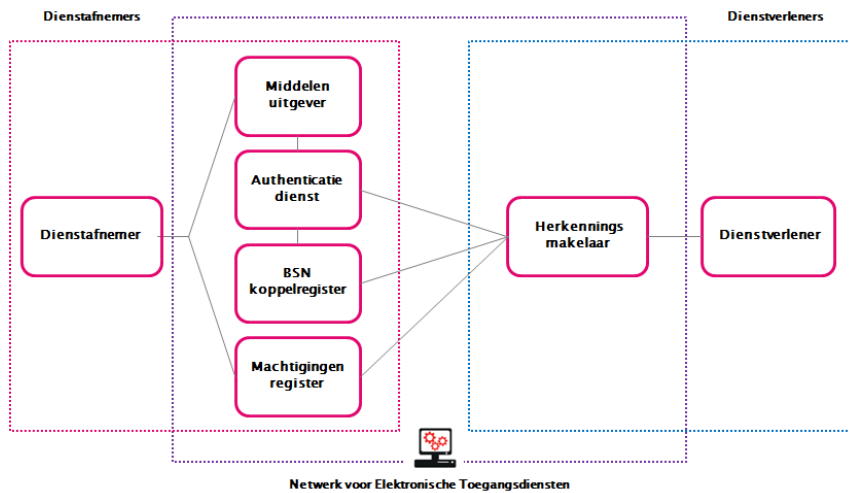 Dienstafnemers
Dienstverleners
Middelen
uitgever
Authenticatie
dienst
Dienstafnemer
Herkennings
makelaar
Dienstverlener
BSN
koppelregister
Machtigingen
register
Netwerk voor Elektronische Toegangsdiensten